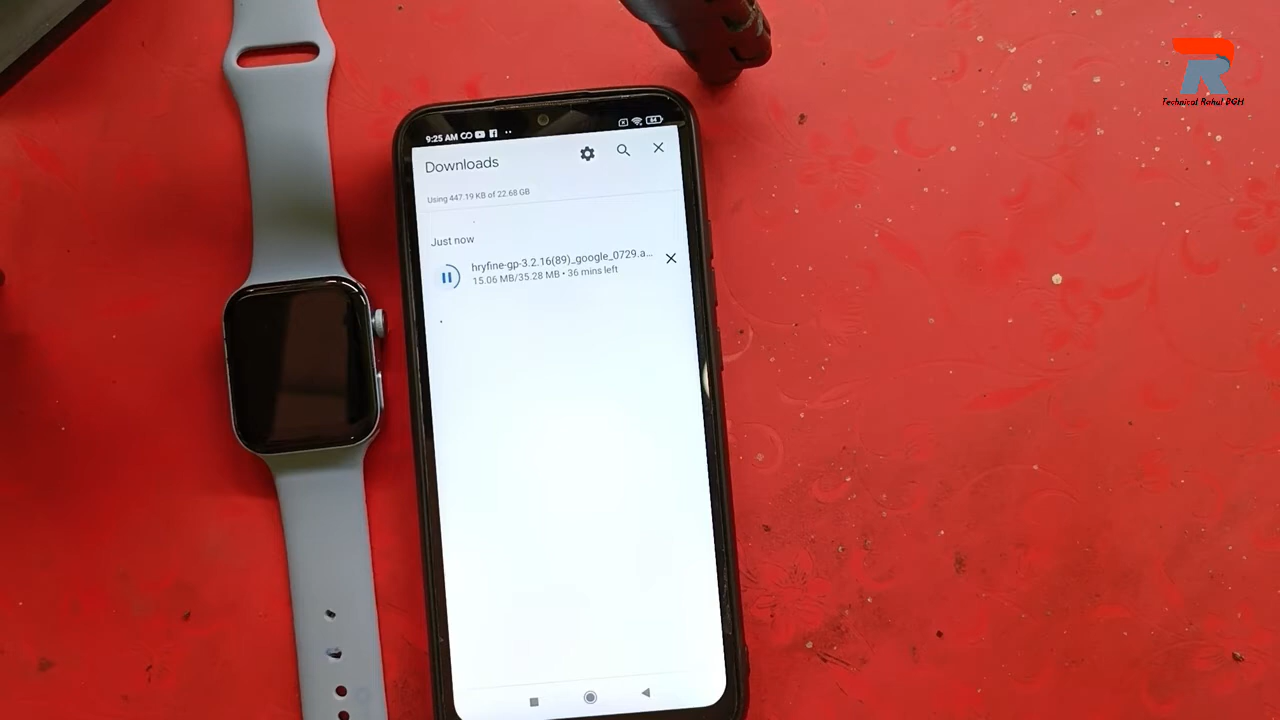 9:25 AM
84
Downloads
Using 447.19 KB of 22.68 GB
Just now
hryfine-gp-3.2.16(89)_google_0729.a...
15.06 MB/35.28 MB • 36 mins left
R
Technical Rahul DGH